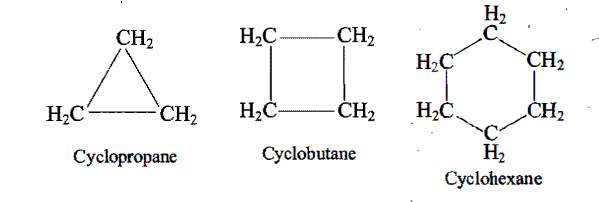 CH₂
H₂C CH₂
Cyclopropane
H₂C CH₂
H₂C CH₂
Cyclobutane
H₂
C
H₂C CH₂
H₂C CH₂
C
H₂
Cyclohexane